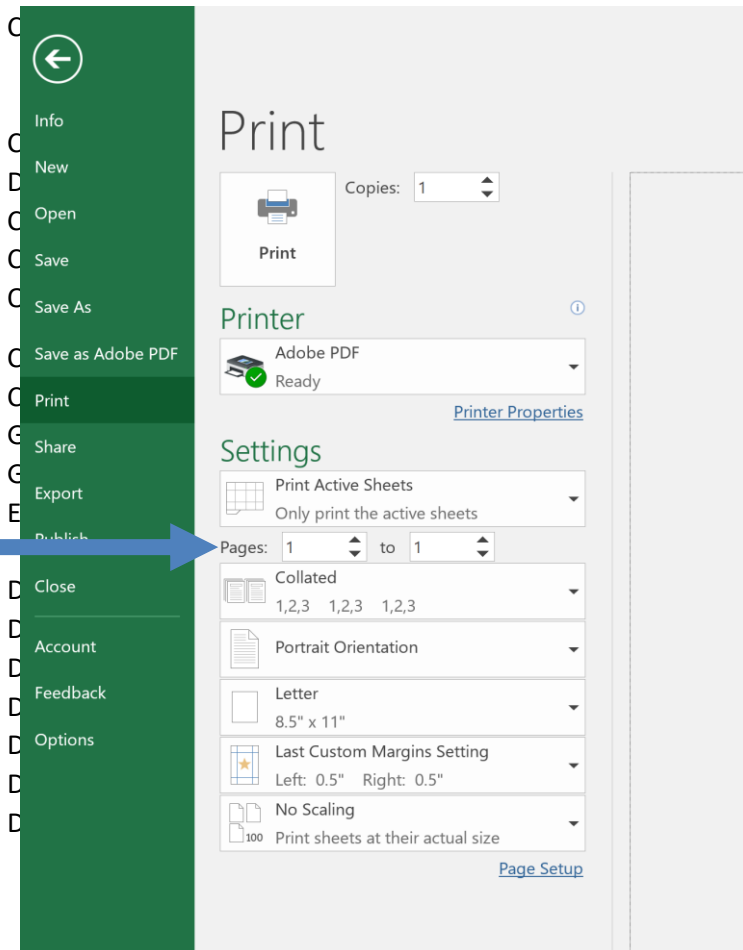 C
Info
Print
C
New
D
Copies: 1
Open
C
Print
Save
C
Save As
C
Printer
Save as Adobe PDF
C
Adobe PDF
Ready
Print
C
Printer Properties
Share
G
Settings
G
Export
Print Active Sheets
Only print the active sheets
E
Pages: 1 to 1
Close
D
Collated
1,2,3 1,2,3 1,2,3
D
Account
Portrait Orientation
D
Feedback
Letter
8.5" x 11"
D
Options
D
Last Custom Margins Setting
Left: 0.5" Right: 0.5"
D
No Scaling
100 Print sheets at their actual size
D
Page Setup